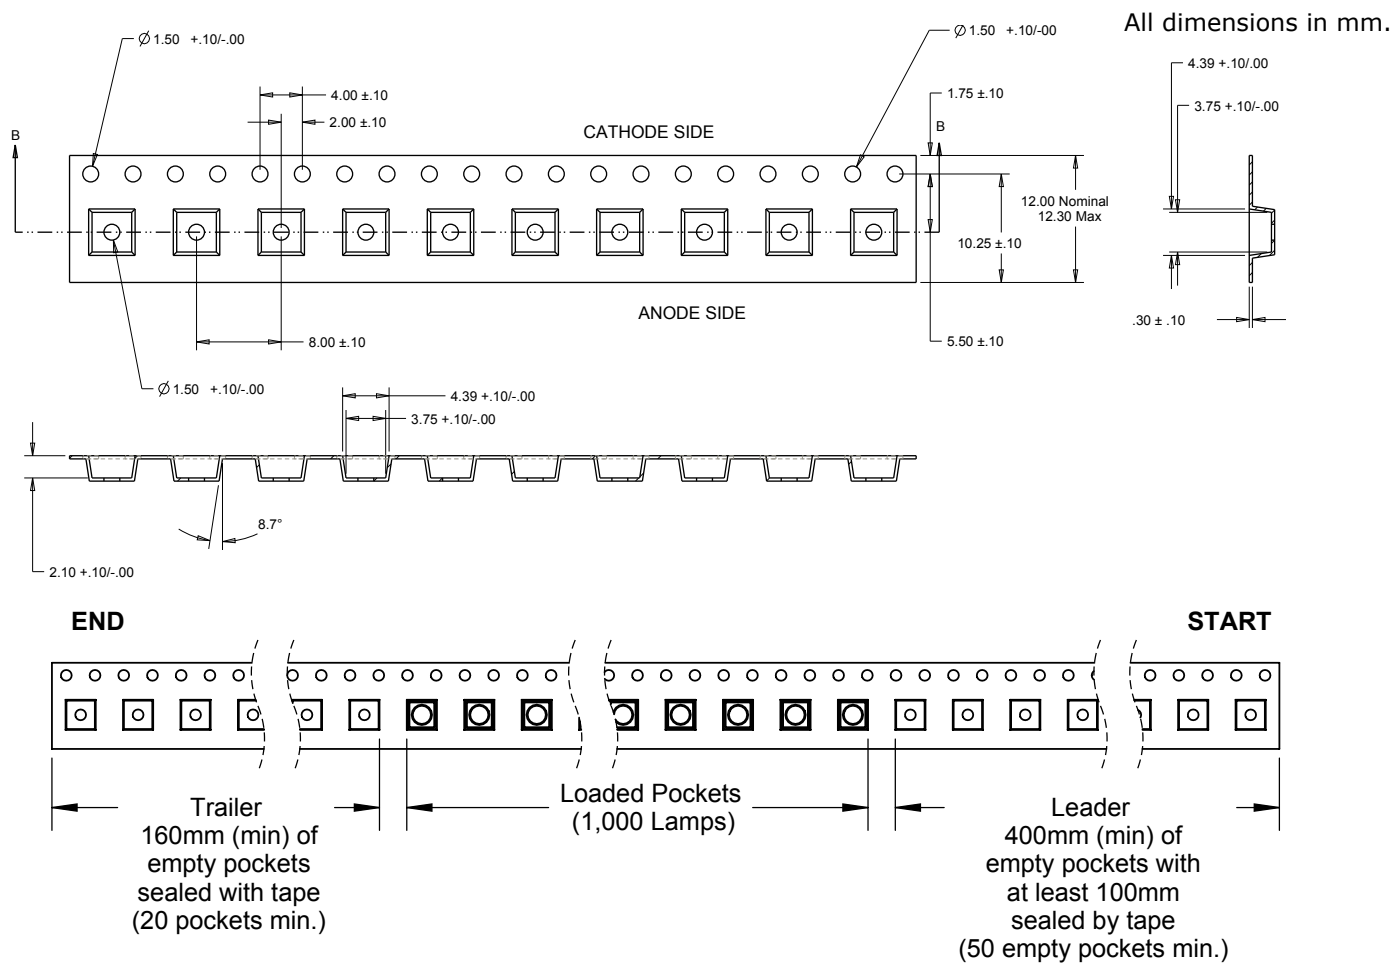 All dimensions in mm.
Ø 1.50 +.10/-.00
Ø 1.50 +.10/-00
4.39 +.10/.00
4.00 ±.10
1.75 ±.10
3.75 +.10/-.00
2.00 ±.10
B
CATHODE SIDE
B
12.00 Nominal
12.30 Max
10.25 ±.10
ANODE SIDE
.30 ± .10
8.00 ±.10
5.50 ±.10
Ø 1.50 +.10/-.00
4.39 +.10/-.00
3.75 +.10/-.00
8.7°
2.10 +.10/-.00
END
START
Trailer
160mm (min) of
empty pockets
sealed with tape
(20 pockets min.)
Loaded Pockets
(1,000 Lamps)
Leader
400mm (min) of
empty pockets with
at least 100mm
sealed by tape
(50 empty pockets min.)